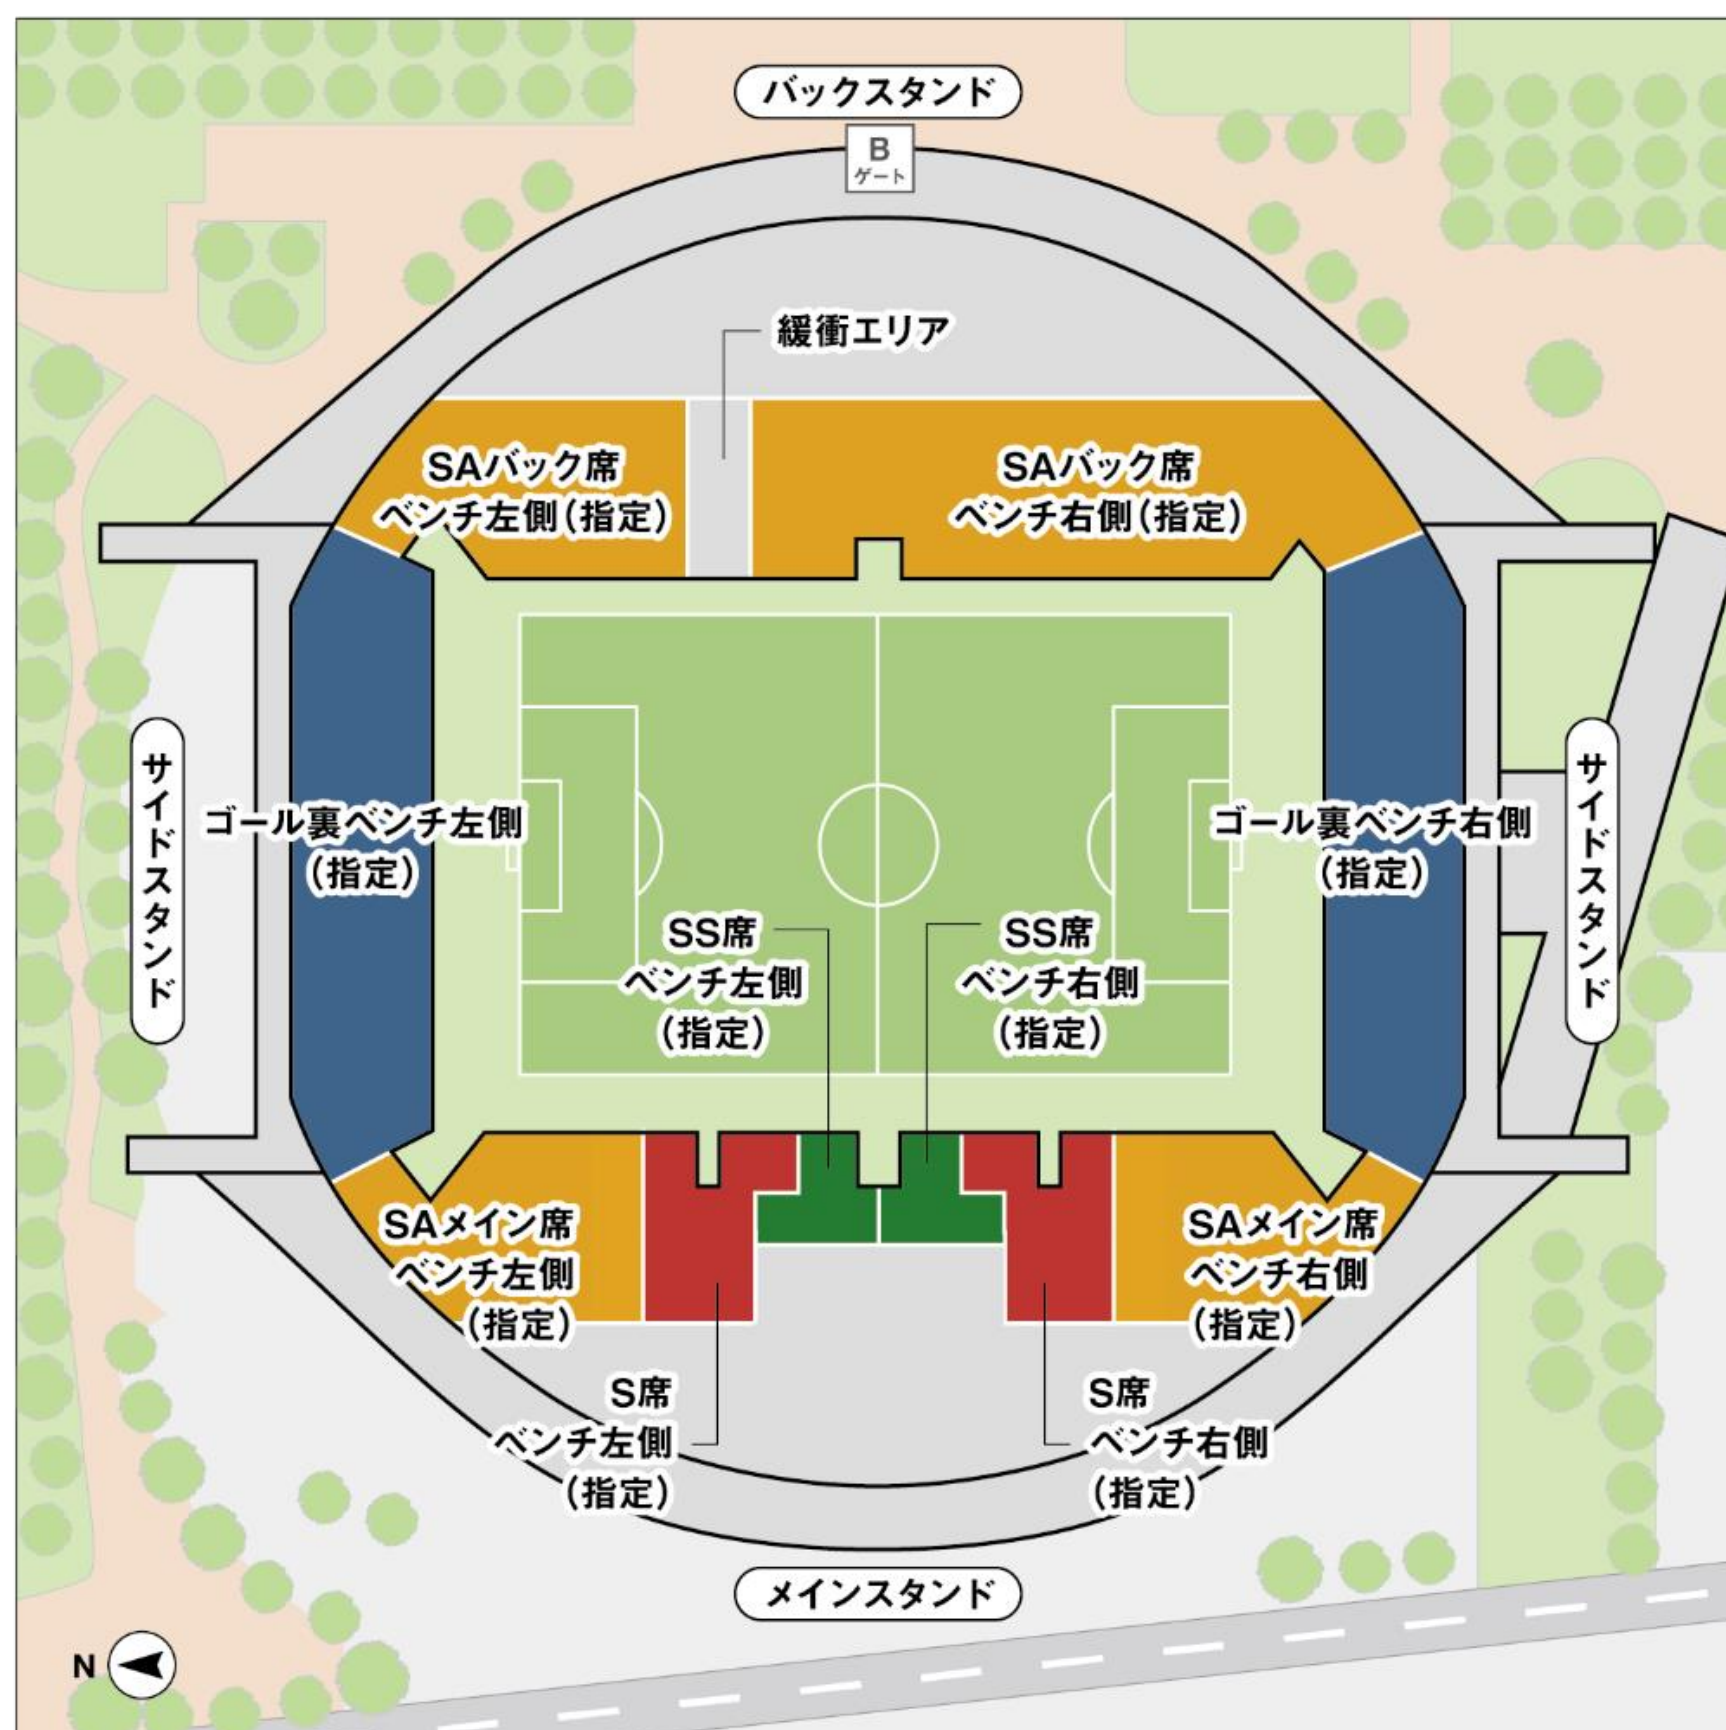 バックスタンド
B
ゲート
緩衝エリア
SAバック席
ベンチ左側(指定)
SAバック席
ベンチ右側(指定)
サイドスタンド
ゴール裏ベンチ左側
(指定)
ゴール裏ベンチ右側
(指定)
サイドスタンド
SS席
ベンチ左側
(指定)
SS席
ベンチ右側
(指定)
SAメイン席
ベンチ左側
(指定)
SAメイン席
ベンチ右側
(指定)
S席
ベンチ左側
(指定)
S席
ベンチ右側
(指定)
メインスタンド
N